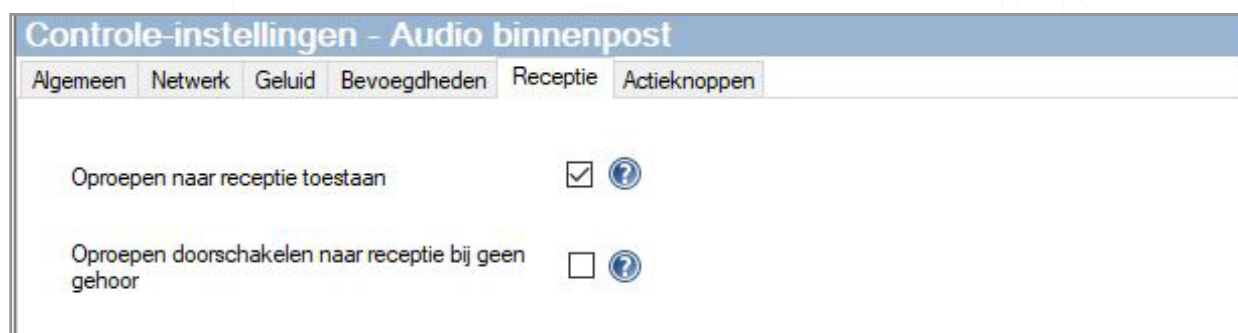 Controle-instellingen - Audio binnenpost
Algemeen Netwerk Geluid Bevoegdheden Receptie Actieknoppen
Oproepen naar receptie toestaan
Oproepen doorschakelen naar receptie bij geen
gehoor